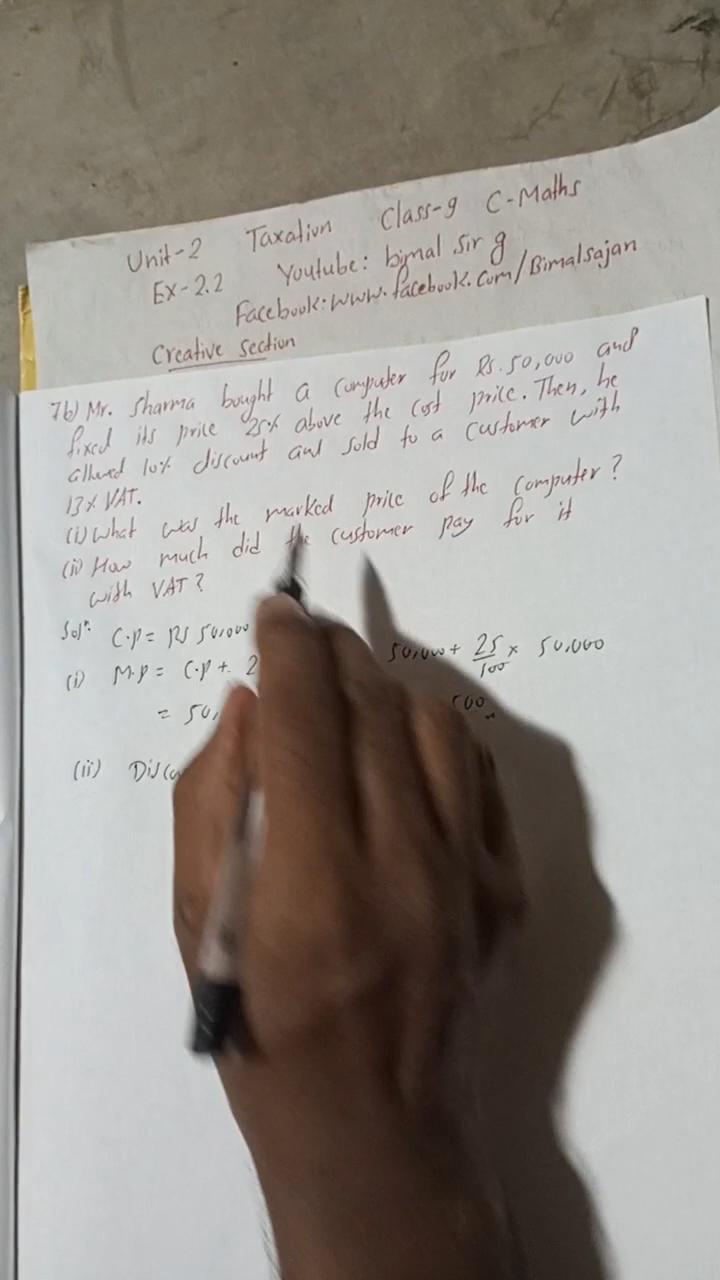 Unit-2 Taxation Class-9 C-Maths
Ex-2.2 Youtube: bimal sir g
Facebook: www.facebook.com/Bimalsajan
Creative section
7b) Mr. Sharma bought a computer for Rs. 50,000 and
fixed its price 25% above the cost price. Then, he
allowed 10% discount and sold to a customer with
13% VAT.
(i) What was the marked price of the computer?
(ii) How much did the customer pay for it
with VAT?
Solⁿ: C.P = Rs 50,000
(i) M.P = C.P + 2 50,000 + 25/100 × 50,000
= 50, 500
(ii)